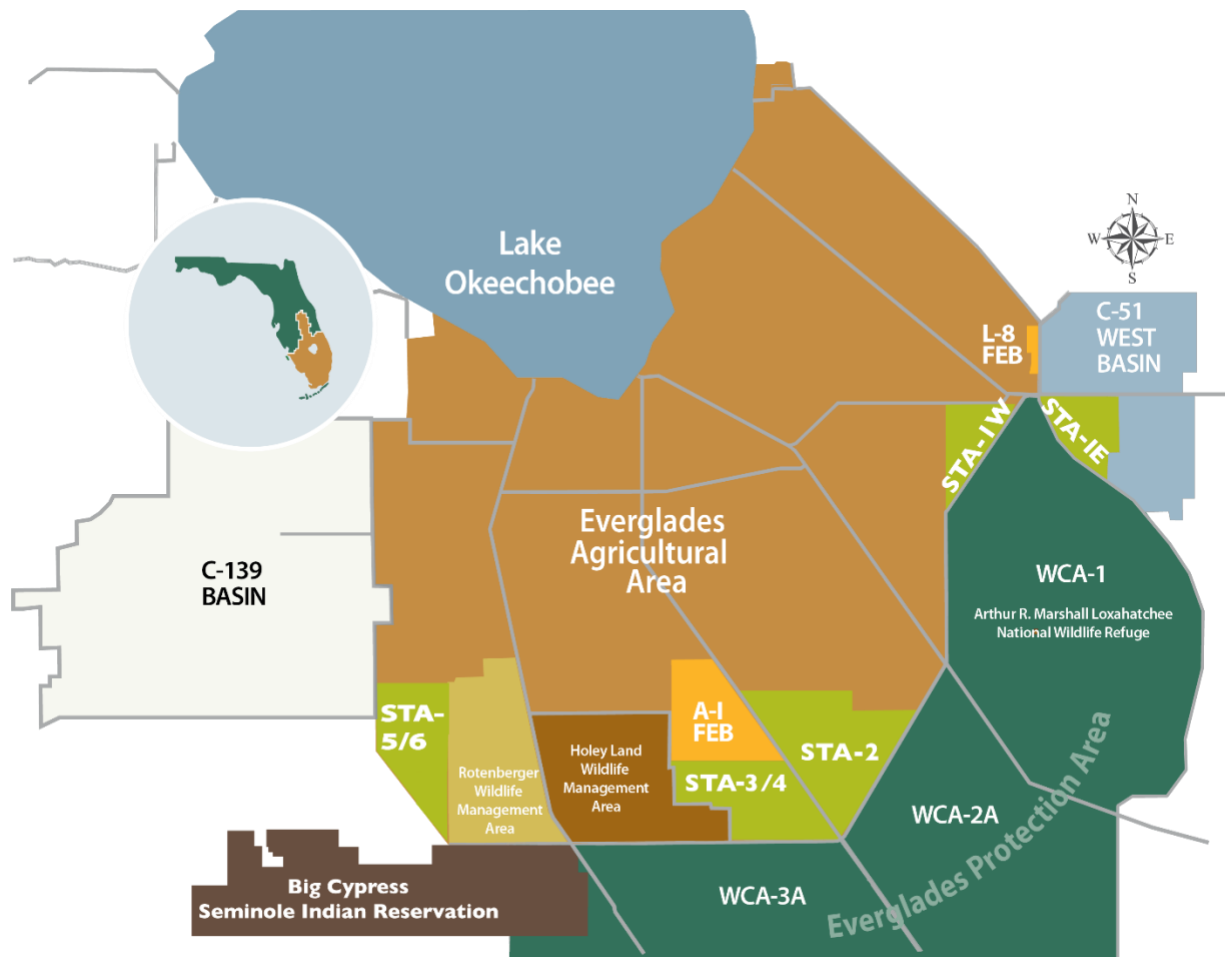 Lake
Okeechobee
N
W
E
S
L-8
FEB
C-51
WEST
BASIN
STA-1W
STA-1E
Everglades
Agricultural
Area
C-139
BASIN
WCA-1
Arthur R. Marshall Loxahatchee
National Wildlife Refuge
STA-
5/6
A-1
FEB
Rotenberger
Wildlife
Management
Area
Holey Land
Wildlife
Management
Area
STA-3/4
STA-2
WCA-2A
Everglades Protection Area
Big Cypress
Seminole Indian Reservation
WCA-3A